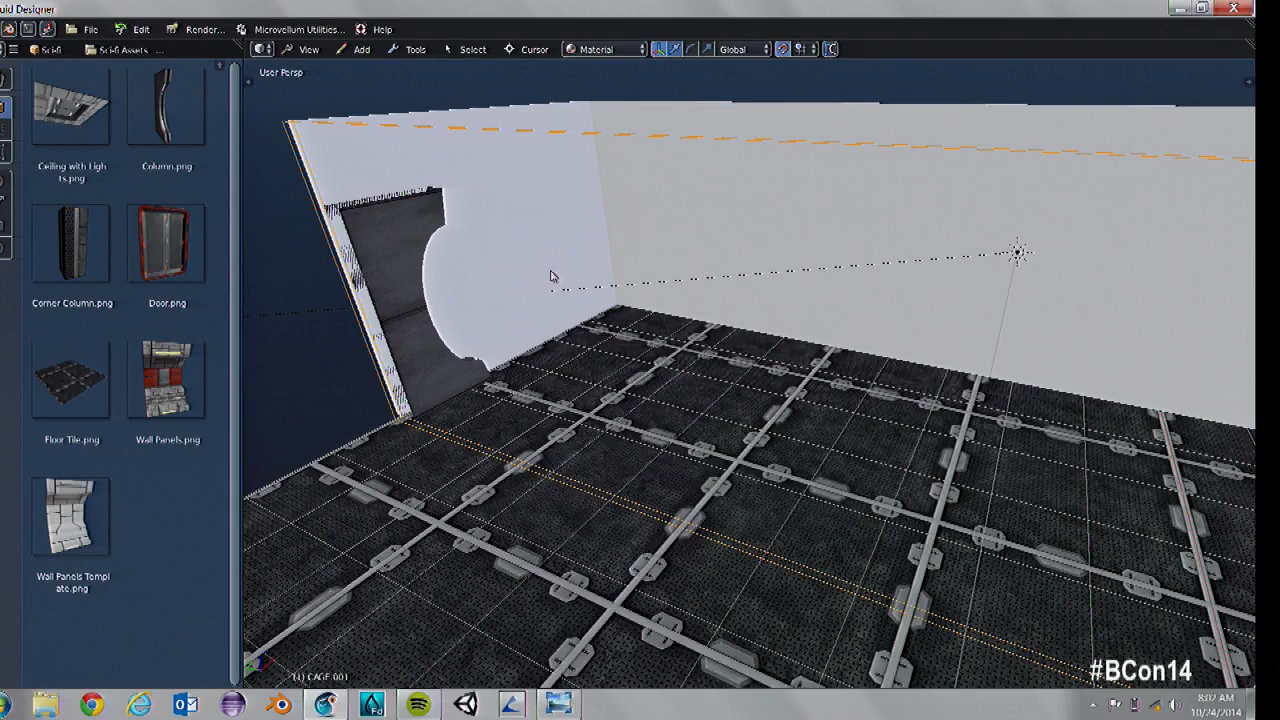 uid Designer
File
Edit
Render...
Microvellum Utilities...
Help
Sci-fi
Sci-fi Assets ...
View
Add
Tools
Select
Cursor
Material
Global
User Persp
Ceiling with Ligh
ts.png
Column.png
Corner Column.png
Door.png
Floor Tile.png
Wall Panels.png
Wall Panels Templ
ate.png
(1) CAGE.001
#BCon14
8:02 AM
10/24/2014